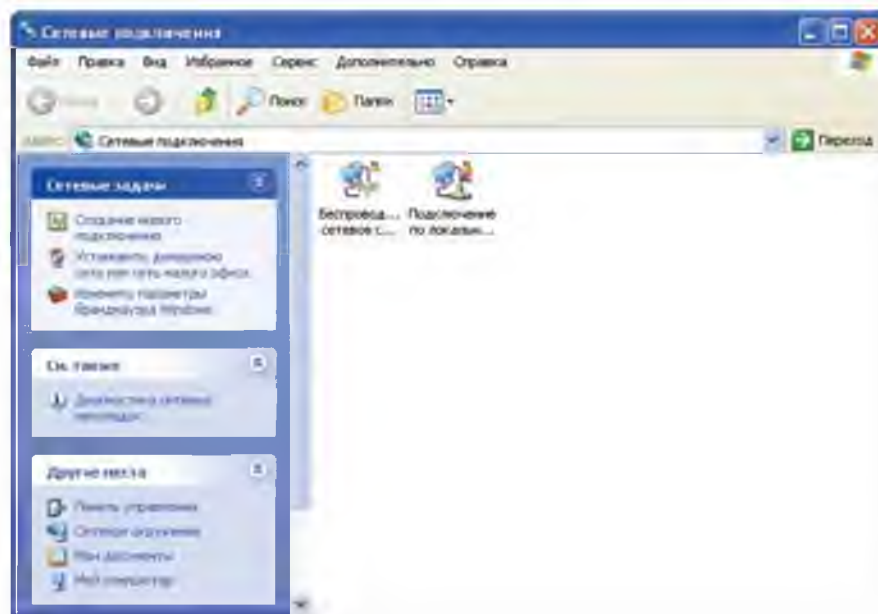 Сетевые подключения
Файл Правка Вид Избранное Сервис Дополнительно Справка
Поиск Папки
Сетевые подключения Переход
Сетевые задачи
Создание нового
подключения
Установить домашнюю
сеть или сеть малого офиса
Изменить параметры
брандмауэра Windows
См. также
Диагностика сетевых
неполадок
Другие места
Панель управления
Сетевое окружение
Мои документы
Мой компьютер
Беспровод...
сетевое с...
Подключение
по локальн...